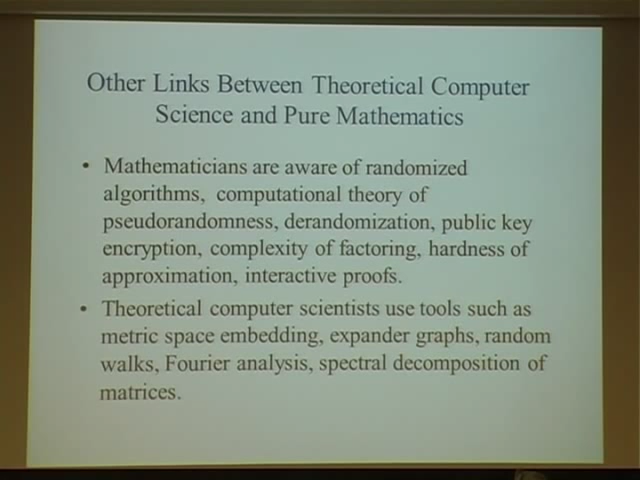 Other Links Between Theoretical Computer
Science and Pure Mathematics
• Mathematicians are aware of randomized
algorithms, computational theory of
pseudorandomness, derandomization, public key
encryption, complexity of factoring, hardness of
approximation, interactive proofs.
• Theoretical computer scientists use tools such as
metric space embedding, expander graphs, random
walks, Fourier analysis, spectral decomposition of
matrices.